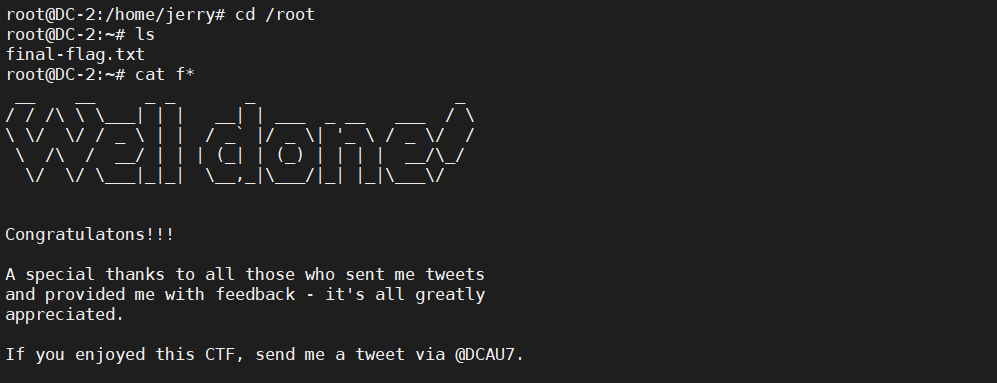 root@DC-2:/home/jerry# cd /root
root@DC-2:~# ls
final-flag.txt
root@DC-2:~# cat f*
Well done!
Congratulatons!!!
A special thanks to all those who sent me tweets
and provided me with feedback - it's all greatly
appreciated.
If you enjoyed this CTF, send me a tweet via @DCAU7.